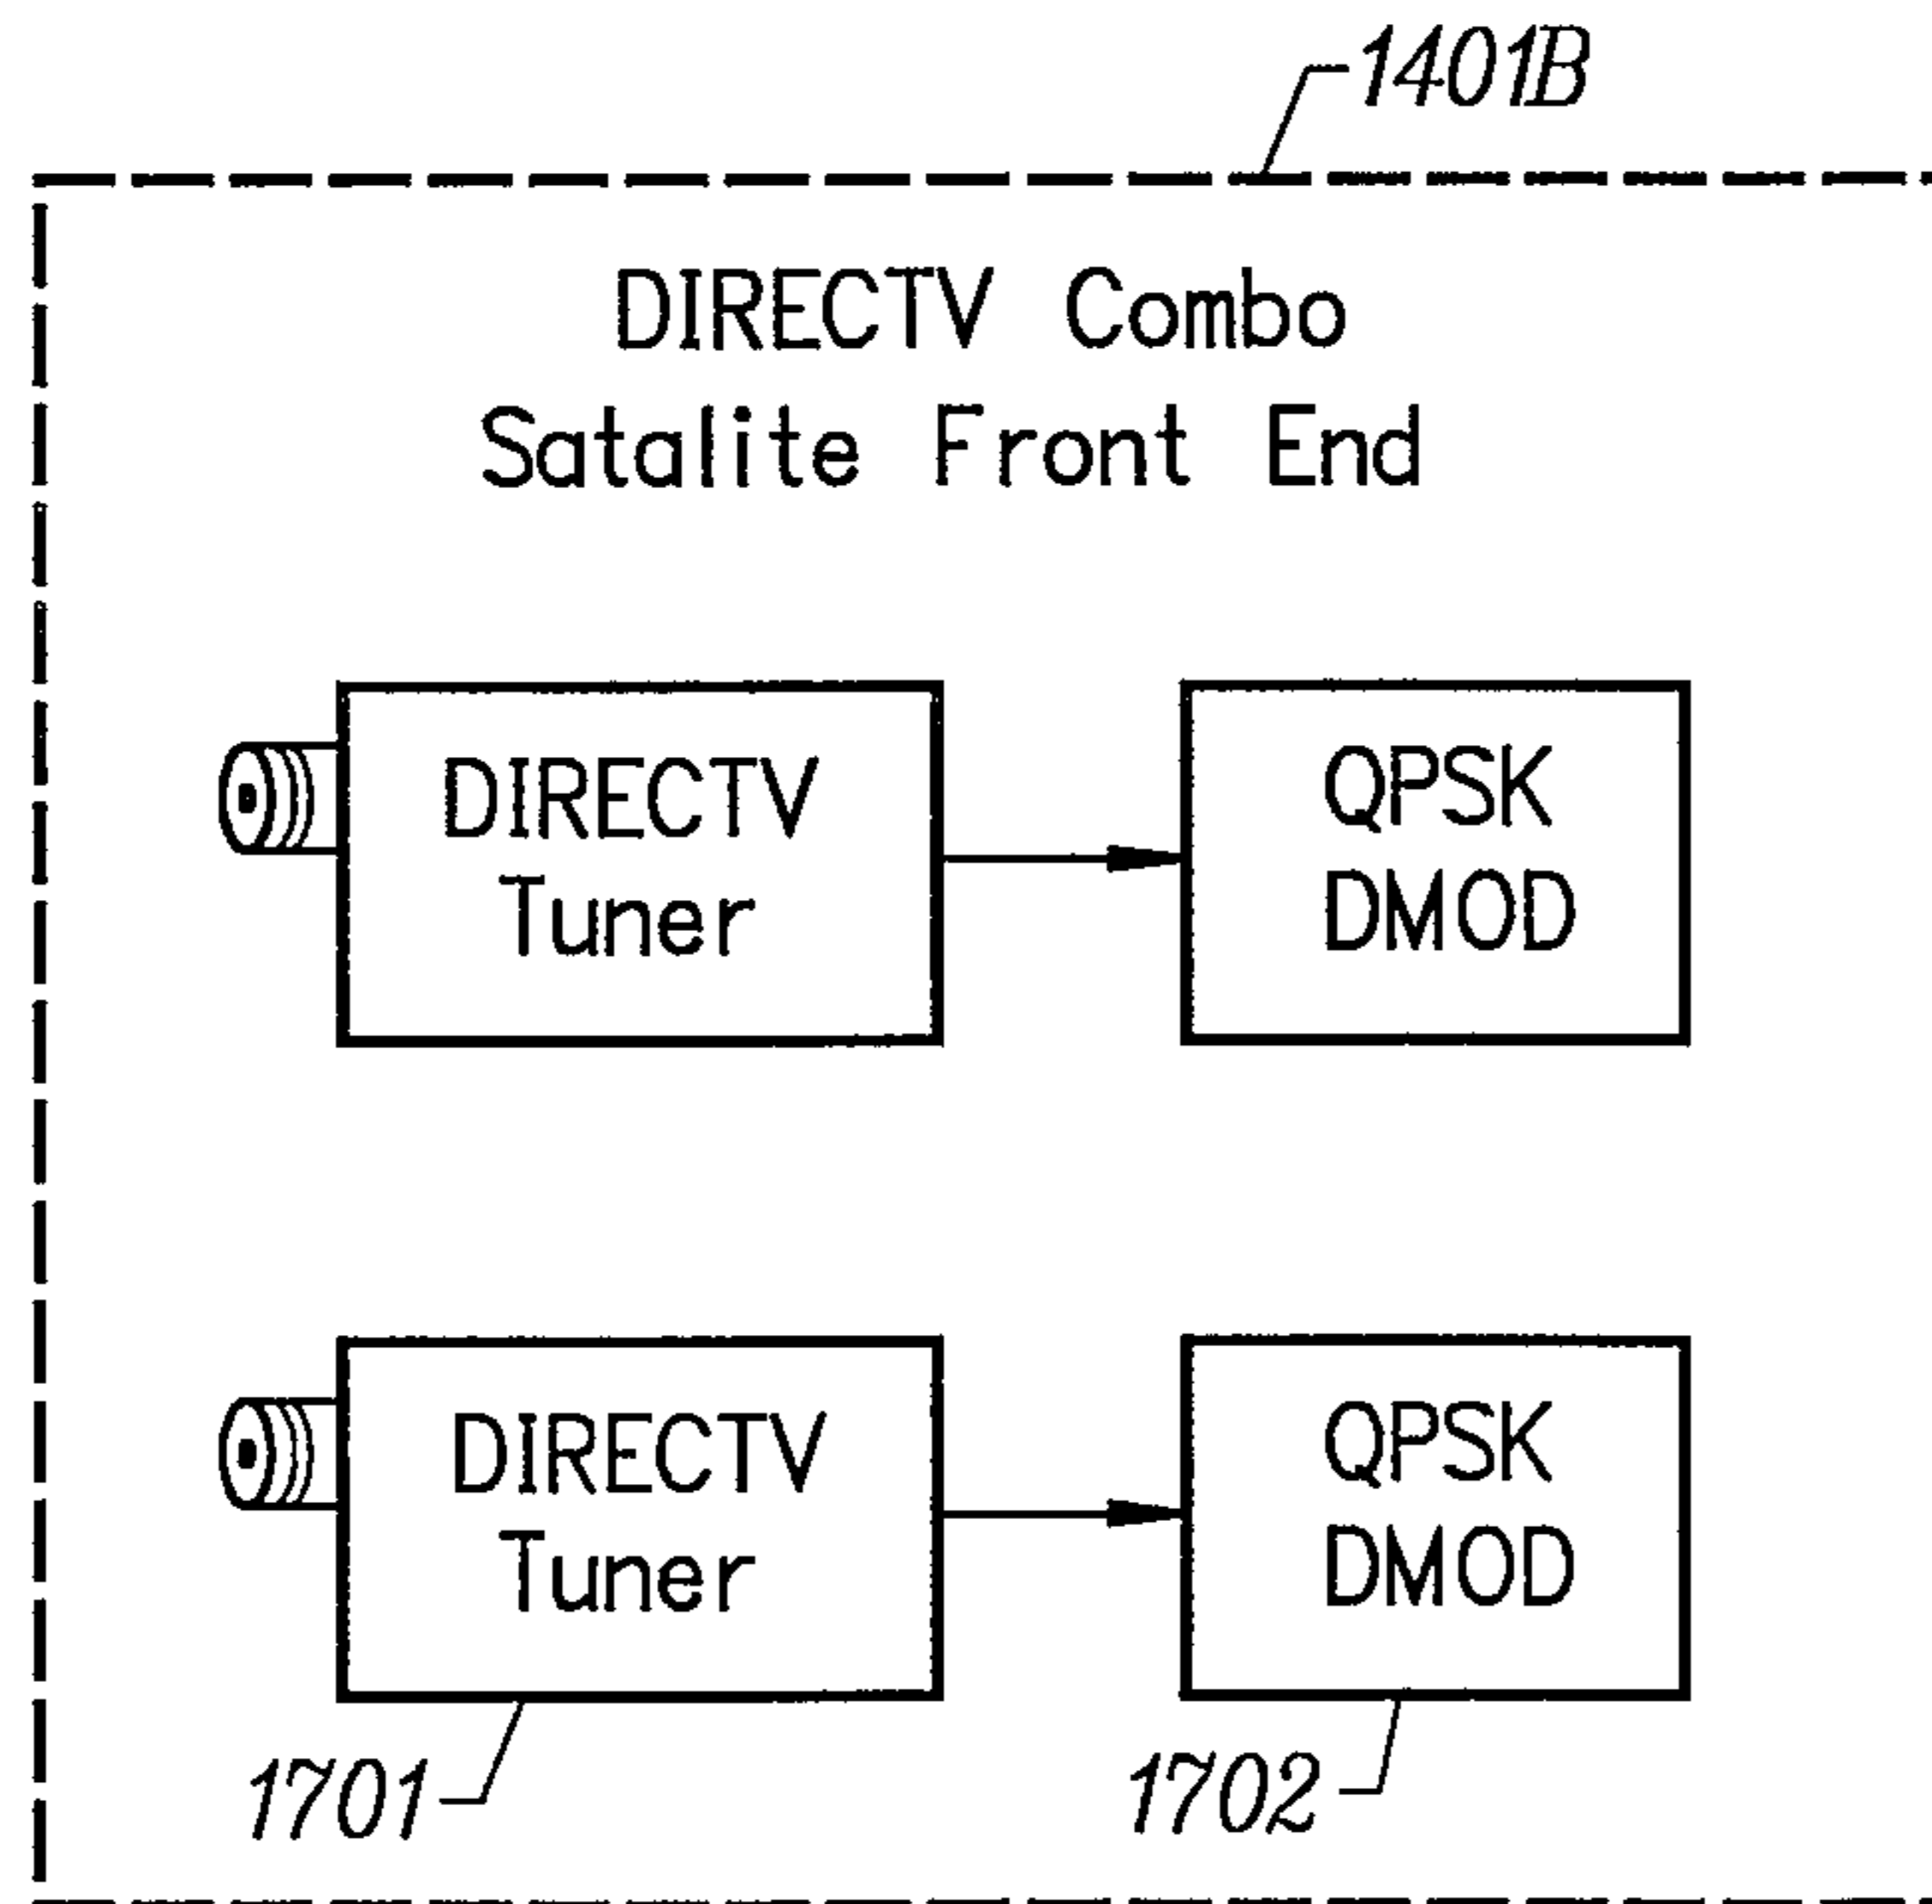 1401B
DIRECTV Combo
Satalite Front End
DIRECTV
Tuner
QPSK
DMOD
DIRECTV
Tuner
QPSK
DMOD
1701
1702